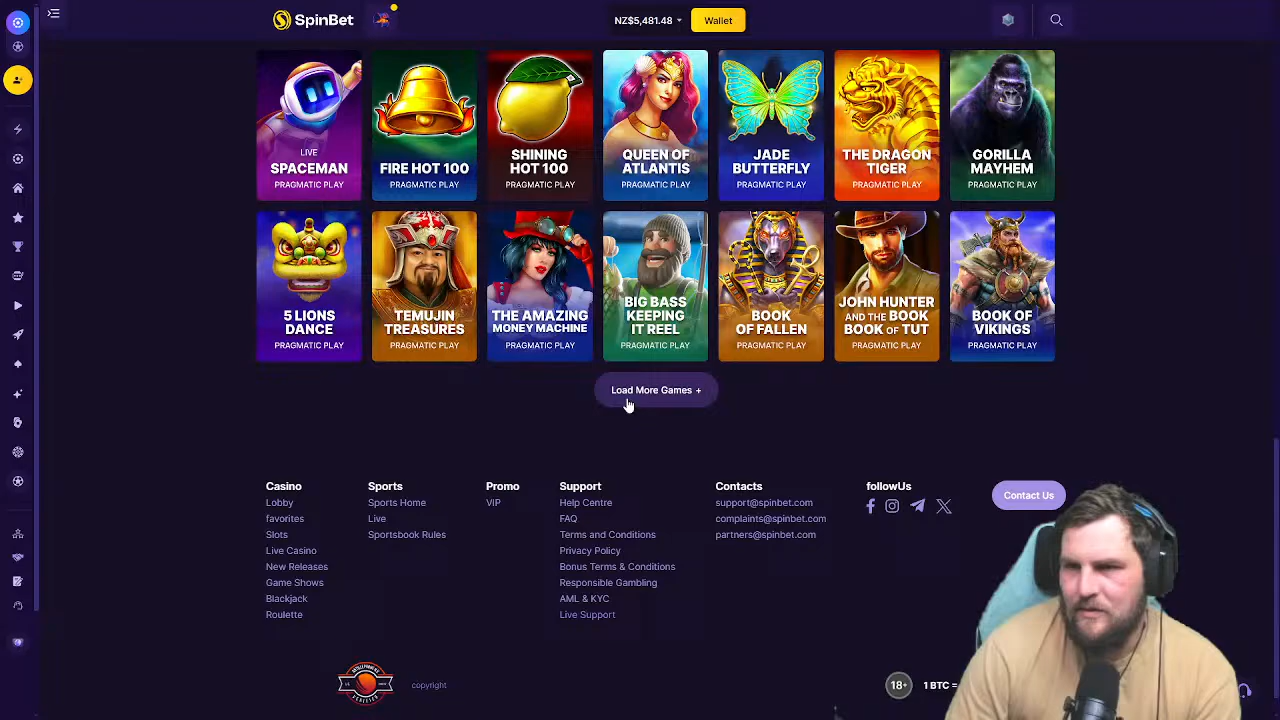 SpinBet
NZ$5,481.48
Wallet
LIVE
SPACEMAN
PRAGMATIC PLAY
FIRE HOT 100
PRAGMATIC PLAY
SHINING
HOT 100
PRAGMATIC PLAY
QUEEN OF
ATLANTIS
PRAGMATIC PLAY
JADE
BUTTERFLY
PRAGMATIC PLAY
THE DRAGON
TIGER
PRAGMATIC PLAY
GORILLA
MAYHEM
PRAGMATIC PLAY
5 LIONS
DANCE
PRAGMATIC PLAY
TEMUJIN
TREASURES
PRAGMATIC PLAY
THE AMAZING
MONEY MACHINE
PRAGMATIC PLAY
BIG BASS
KEEPING
IT REEL
PRAGMATIC PLAY
BOOK
OF FALLEN
PRAGMATIC PLAY
JOHN HUNTER
AND THE BOOK
BOOK OF TUT
PRAGMATIC PLAY
BOOK OF
VIKINGS
PRAGMATIC PLAY
Load More Games +
Casino
Lobby
favorites
Slots
Live Casino
New Releases
Game Shows
Blackjack
Roulette
Sports
Sports Home
Live
Sportsbook Rules
Promo
VIP
Support
Help Centre
FAQ
Terms and Conditions
Privacy Policy
Bonus Terms & Conditions
Responsible Gambling
AML & KYC
Live Support
Contacts
support@spinbet.com
complaints@spinbet.com
partners@spinbet.com
followUs
Contact Us
copyright
18+
1 BTC =